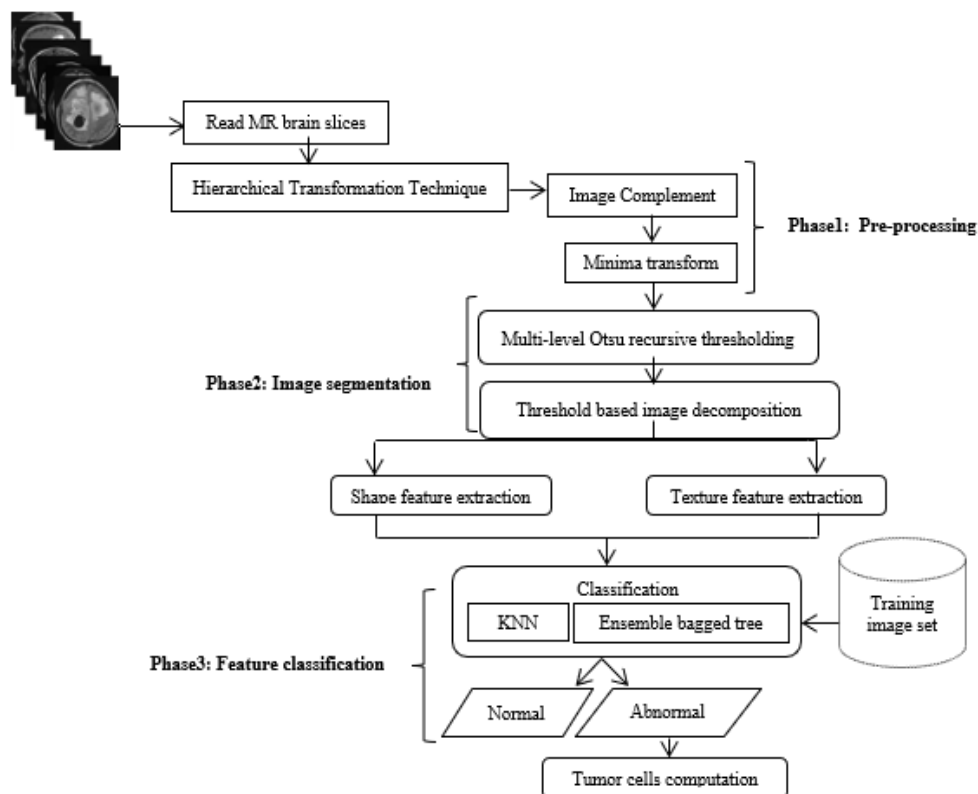 Read MR brain slices
Hierarchical Transformation Technique
Image Complement
Phase1: Pre-processing
Minima transform
Multi-level Otsu recursive thresholding
Phase2: Image segmentation
Threshold based image decomposition
Shape feature extraction
Texture feature extraction
Classification
KNN
Ensemble bagged tree
Training
image set
Phase3: Feature classification
Normal
Abnormal
Tumor cells computation